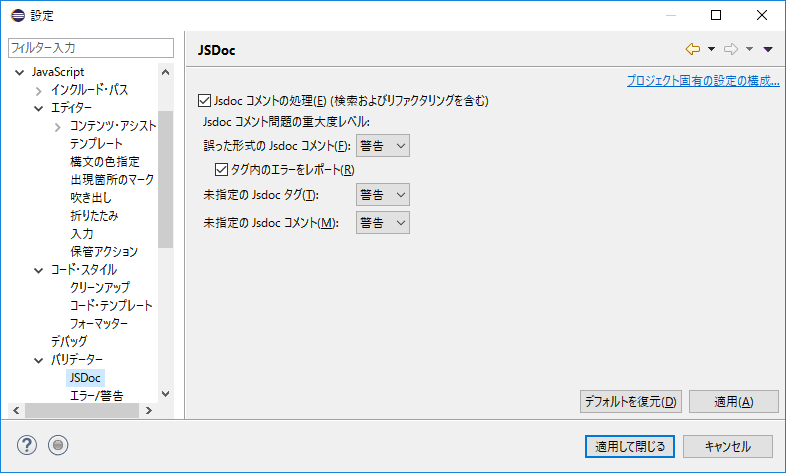 設定
フィルター入力
JavaScript
インクルード・パス
エディター
コンテンツ・アシスト
テンプレート
構文の色指定
出現箇所のマーク
吹き出し
折りたたみ
入力
保管アクション
コード・スタイル
クリーンアップ
コード・テンプレート
フォーマッター
デバッグ
バリデーター
JSDoc
エラー/警告
JSDoc
プロジェクト固有の設定の構成...
Jsdoc コメントの処理(E) (検索およびリファクタリングを含む)
Jsdoc コメント問題の重大度レベル:
誤った形式の Jsdoc コメント(F): 警告
タグ内のエラーをレポート(R)
未指定の Jsdoc タグ(T): 警告
未指定の Jsdoc コメント(M): 警告
デフォルトを復元(D) 適用(A)
? 適用して閉じる キャンセル